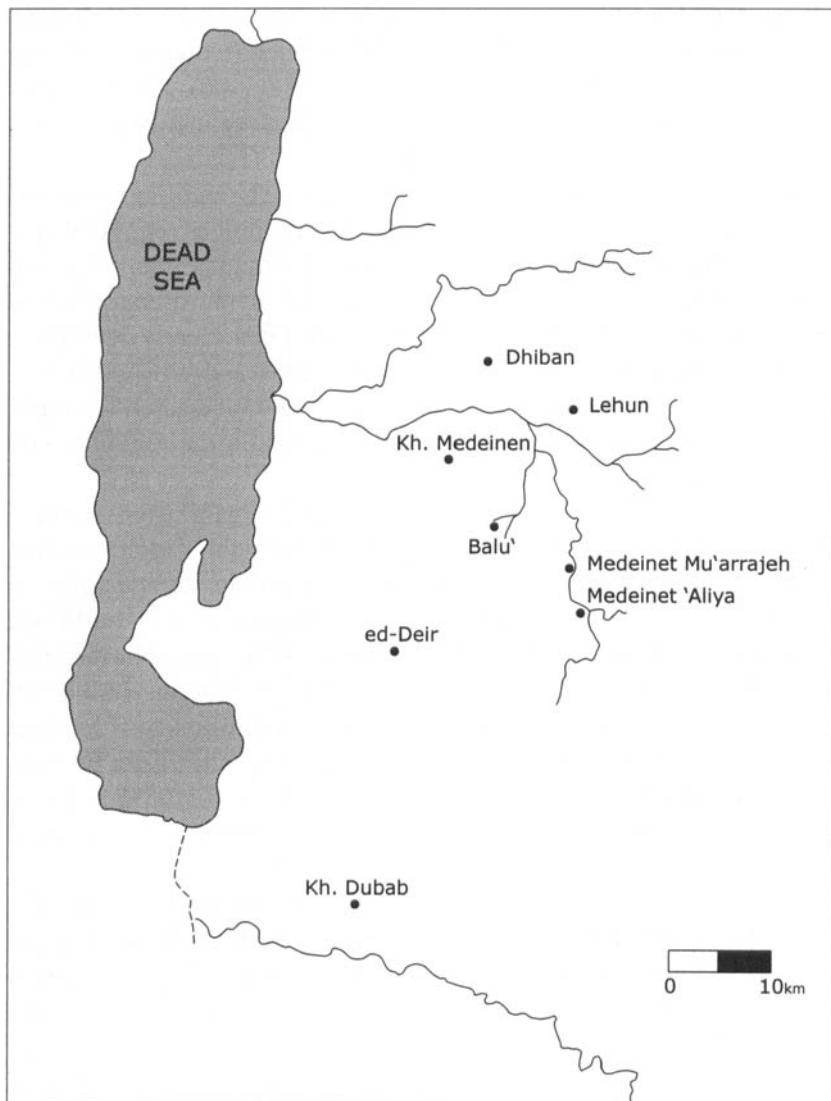 DEAD
SEA
Dhiban
Lehun
Kh. Medeinen
Balu‘
Medeinet Mu‘arrajeh
Medeinet ‘Aliya
ed-Deir
Kh. Dubab
0 10km